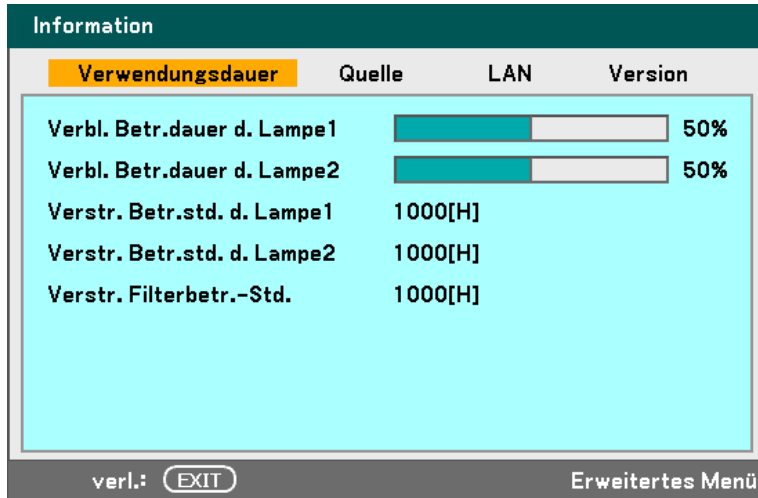 Information
Verwendungsdauer Quelle LAN Version
Verbl. Betr.dauer d. Lampe1 50%
Verbl. Betr.dauer d. Lampe2 50%
Verstr. Betr.std. d. Lampe1 1000[H]
Verstr. Betr.std. d. Lampe2 1000[H]
Verstr. Filterbetr.-Std. 1000[H]
verl.: EXIT Erweitertes Menü